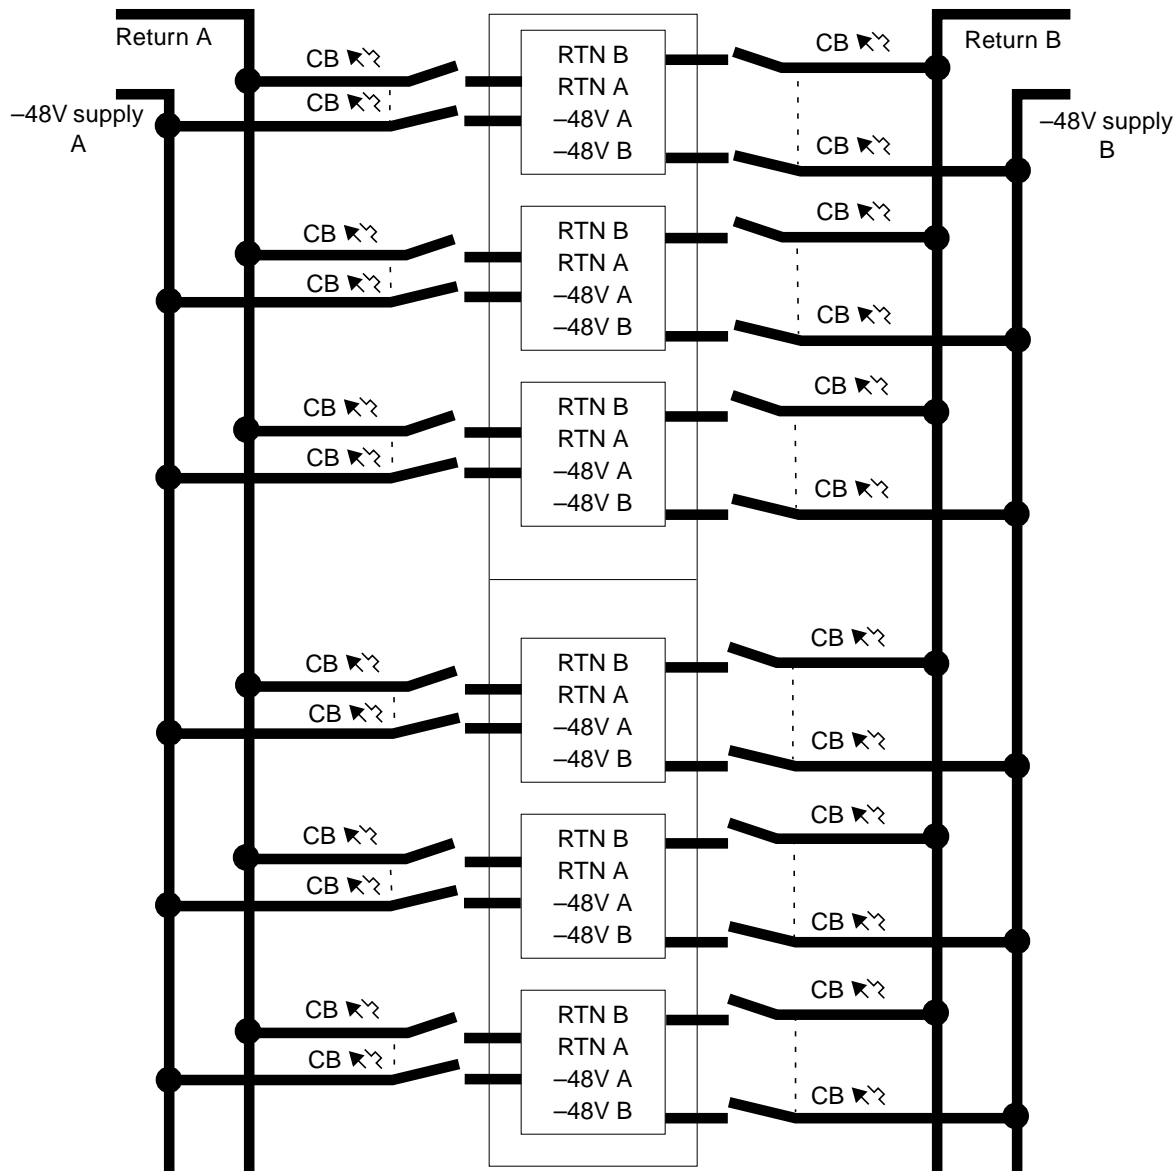 Return A
Return B
–48V supply
A
–48V supply
B
CB
CB
RTN B
RTN A
–48V A
–48V B
CB
CB
CB
CB
RTN B
RTN A
–48V A
–48V B
CB
CB
CB
CB
RTN B
RTN A
–48V A
–48V B
CB
CB
CB
CB
RTN B
RTN A
–48V A
–48V B
CB
CB
CB
CB
RTN B
RTN A
–48V A
–48V B
CB
CB
CB
CB
RTN B
RTN A
–48V A
–48V B
CB
CB